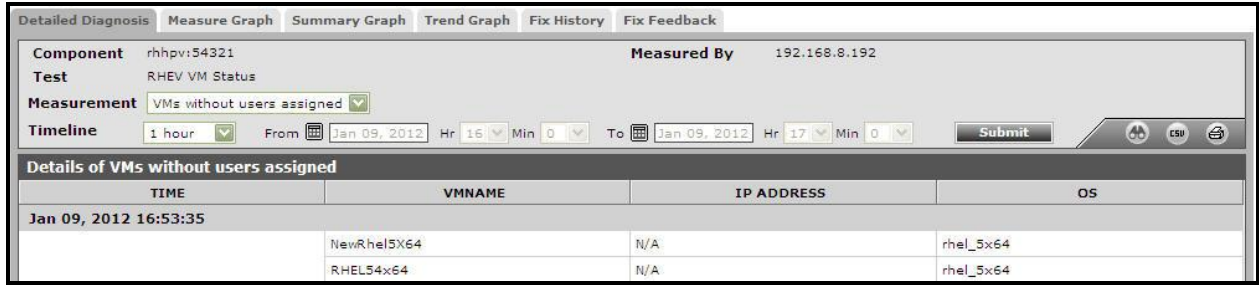 Detailed Diagnosis Measure Graph Summary Graph Trend Graph Fix History Fix Feedback
Component rhhpv:54321 Measured By 192.168.8.192
Test RHEV VM Status
Measurement VMs without users assigned
Timeline 1 hour From Jan 09, 2012 Hr 16 Min 0 To Jan 09, 2012 Hr 17 Min 0 Submit CSV
Details of VMs without users assigned
TIME VMNAME IP ADDRESS OS
Jan 09, 2012 16:53:35
NewRhel5X64 N/A rhel_5x64
RHEL54x64 N/A rhel_5x64